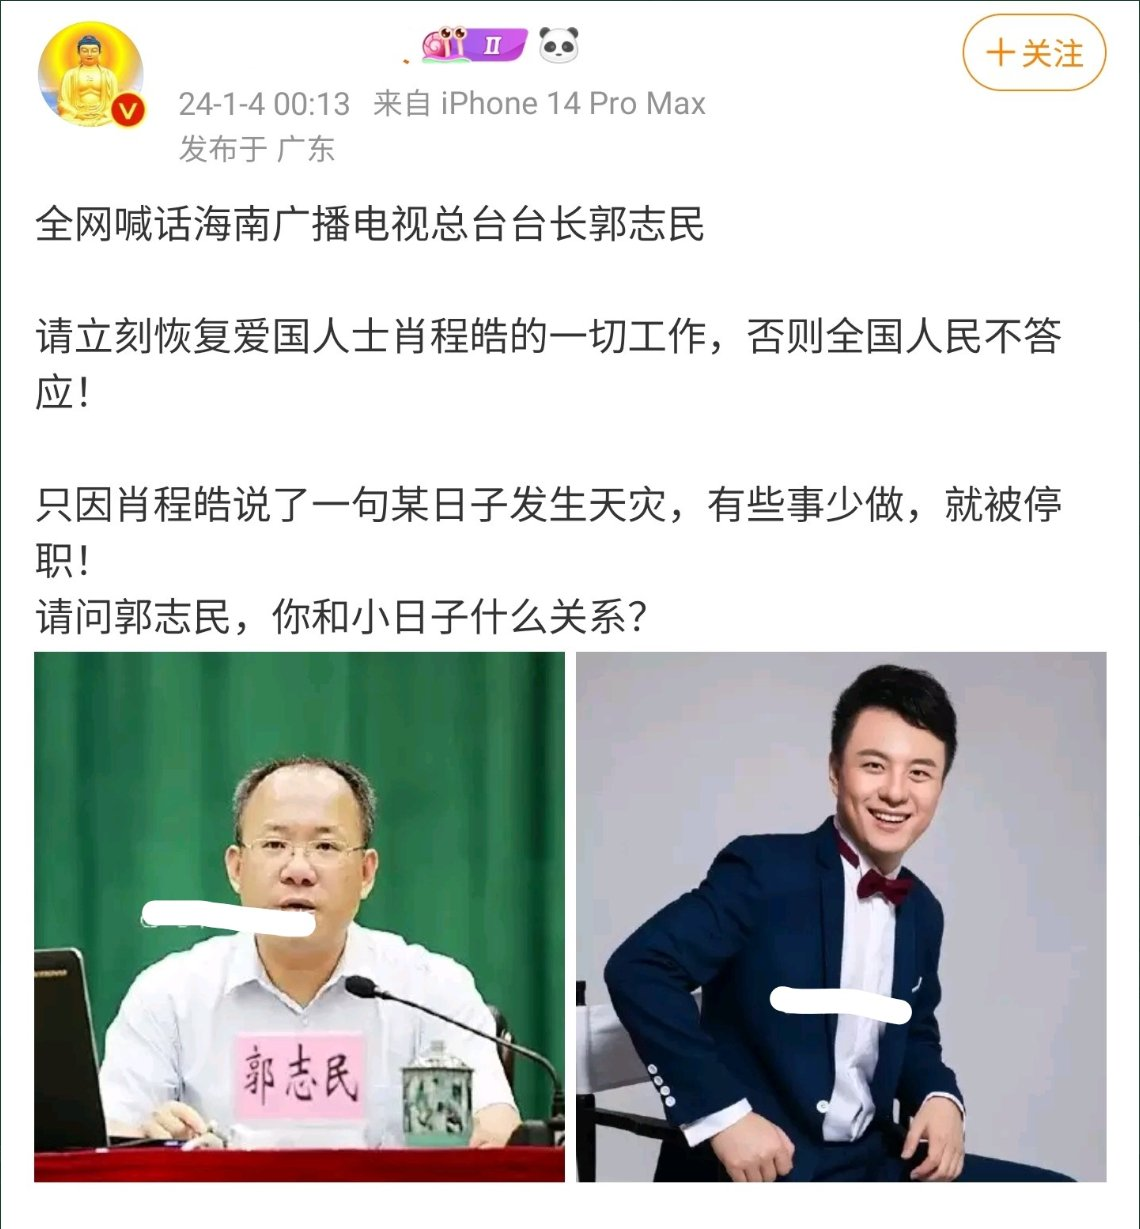 II
24-1-4 00:13 来自 iPhone 14 Pro Max
+关注
发布于 广东
全网喊话海南广播电视总台台长郭志民
请立刻恢复爱国人士肖程皓的一切工作，否则全国人民不答
应！
只因肖程皓说了一句某日子发生天灾，有些事少做，就被停
职！
请问郭志民，你和小日子什么关系？
郭志民